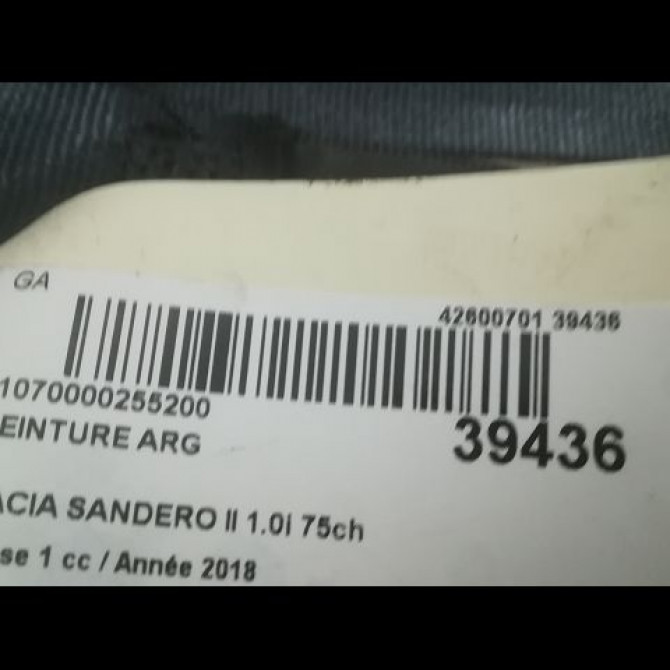 GA
42600701 39436
1070000255200
EINTURE ARG
39436
ACIA SANDERO II 1.0i 75ch
se 1 cc / Année 2018